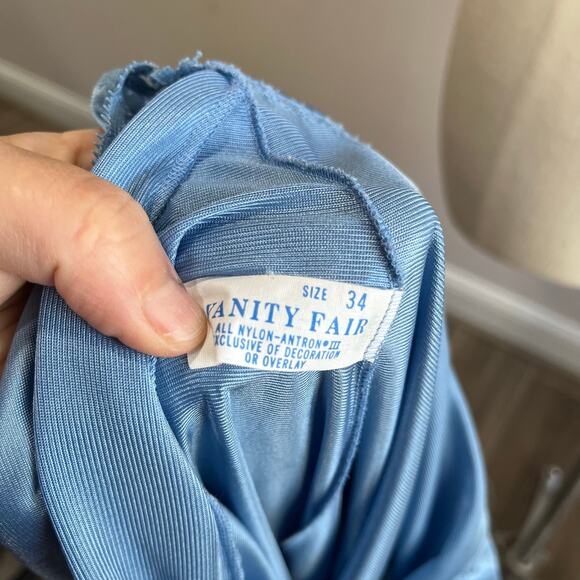 SIZE 34
VANITY FAIR
ALL NYLON-ANTRON® III
EXCLUSIVE OF DECORATION
OR OVERLAY